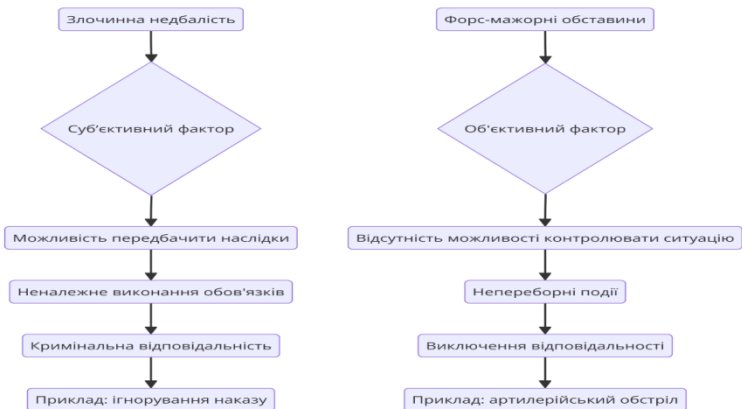 Злочинна недбалість
Суб'єктивний фактор
Можливість передбачити наслідки
Неналежне виконання обов'язків
Кримінальна відповідальність
Приклад: ігнорування наказу
Форс-мажорні обставини
Об'єктивний фактор
Відсутність можливості контролювати ситуацію
Непереборні події
Виключення відповідальності
Приклад: артилерійський обстріл